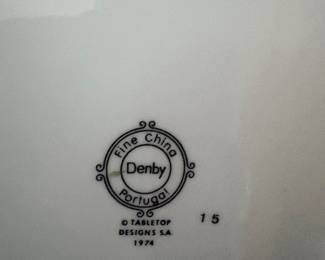 Fine China
Denby
Portugal
© TABLETOP
DESIGNS S.A.
1974
15